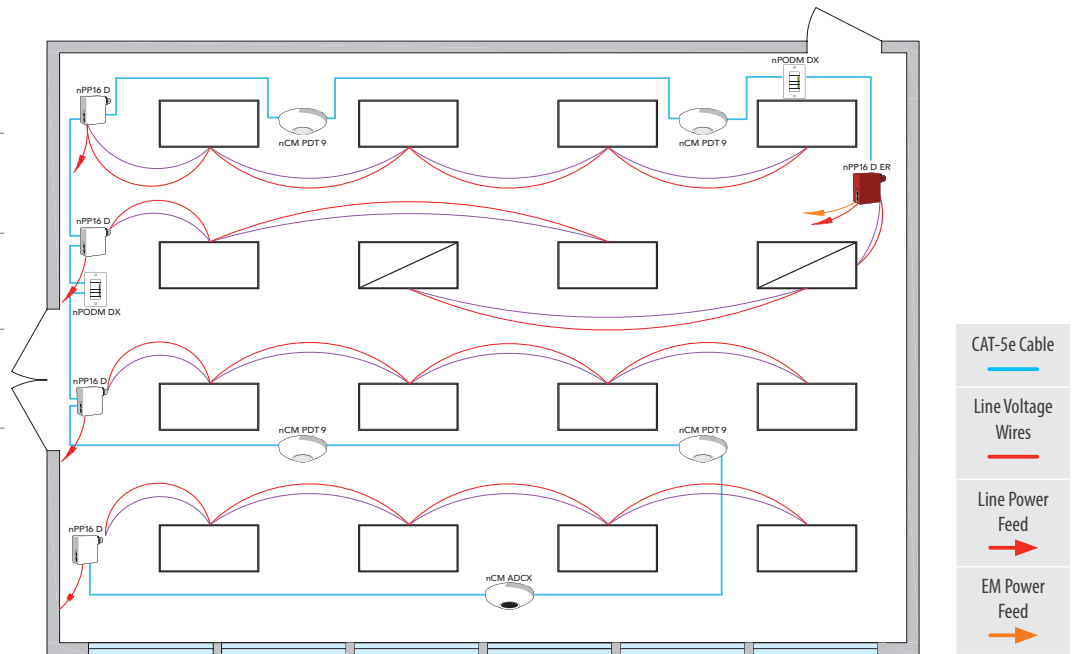 nPODM DX
nPP16 D
nCM PDT 9
nCM PDT 9
nPP16 D ER
nPP16 D
nPODM DX
nPP16 D
nCM PDT 9
nCM PDT 9
nPP16 D
nCM ADCX
CAT-5e Cable
Line Voltage
Wires
Line Power
Feed
EM Power
Feed